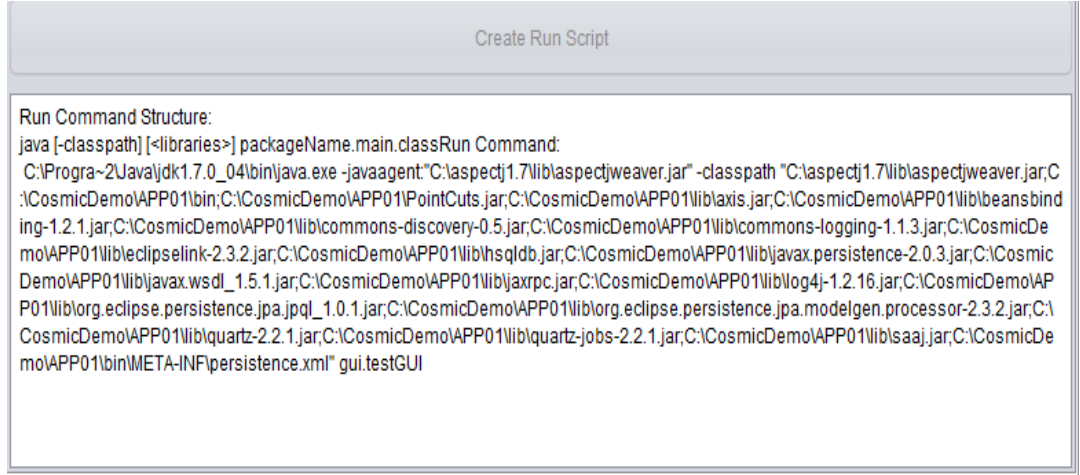 Create Run Script
Run Command Structure:
java [-classpath] [<libraries>] packageName.main.classRun Command:
C:\Progra~2\Java\jdk1.7.0_04\bin\java.exe -javaagent:"C:\aspectj1.7\lib\aspectjweaver.jar" -classpath "C:\aspectj1.7\lib\aspectjweaver.jar;C
:\CosmicDemo\APP01\bin;C:\CosmicDemo\APP01\PointCuts.jar;C:\CosmicDemo\APP01\lib\axis.jar;C:\CosmicDemo\APP01\lib\beansbind
ing-1.2.1.jar;C:\CosmicDemo\APP01\lib\commons-discovery-0.5.jar;C:\CosmicDemo\APP01\lib\commons-logging-1.1.3.jar;C:\CosmicDe
mo\APP01\lib\eclipselink-2.3.2.jar;C:\CosmicDemo\APP01\lib\hsqldb.jar;C:\CosmicDemo\APP01\lib\javax.persistence-2.0.3.jar;C:\Cosmic
Demo\APP01\lib\javax.wsdl_1.5.1.jar;C:\CosmicDemo\APP01\lib\jaxrpc.jar;C:\CosmicDemo\APP01\lib\log4j-1.2.16.jar;C:\CosmicDemo\AP
P01\lib\org.eclipse.persistence.jpa.jpql_1.0.1.jar;C:\CosmicDemo\APP01\lib\org.eclipse.persistence.jpa.modelgen.processor-2.3.2.jar;C:\
CosmicDemo\APP01\lib\quartz-2.2.1.jar;C:\CosmicDemo\APP01\lib\quartz-jobs-2.2.1.jar;C:\CosmicDemo\APP01\lib\saaj.jar;C:\CosmicDe
mo\APP01\bin\META-INF\persistence.xml" gui.testGUI